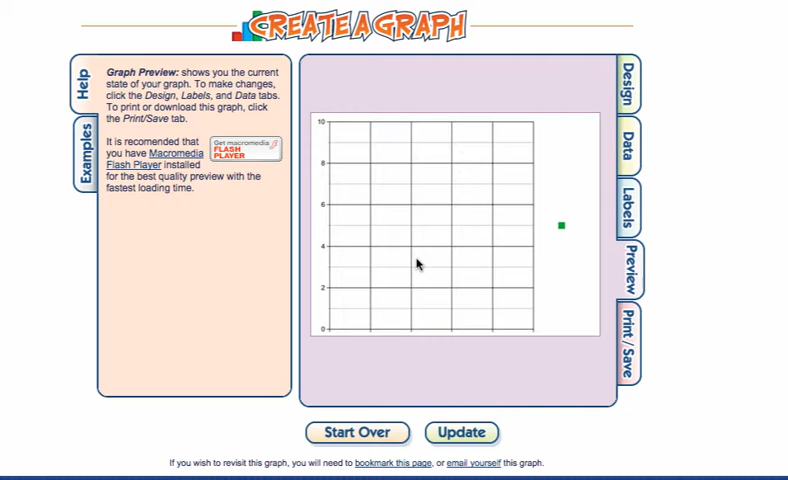 CREATE A GRAPH
Help
Examples
Graph Preview: shows you the current
state of your graph. To make changes,
click the Design, Labels, and Data tabs.
To print or download this graph, click
the Print/Save tab.
It is recomended that
you have Macromedia
Flash Player installed
for the best quality preview with the
fastest loading time.
Get macromedia
FLASH
PLAYER
10
8
6
4
2
0
Design
Data
Labels
Preview
Print / Save
Start Over
Update
If you wish to revisit this graph, you will need to bookmark this page, or email yourself this graph.